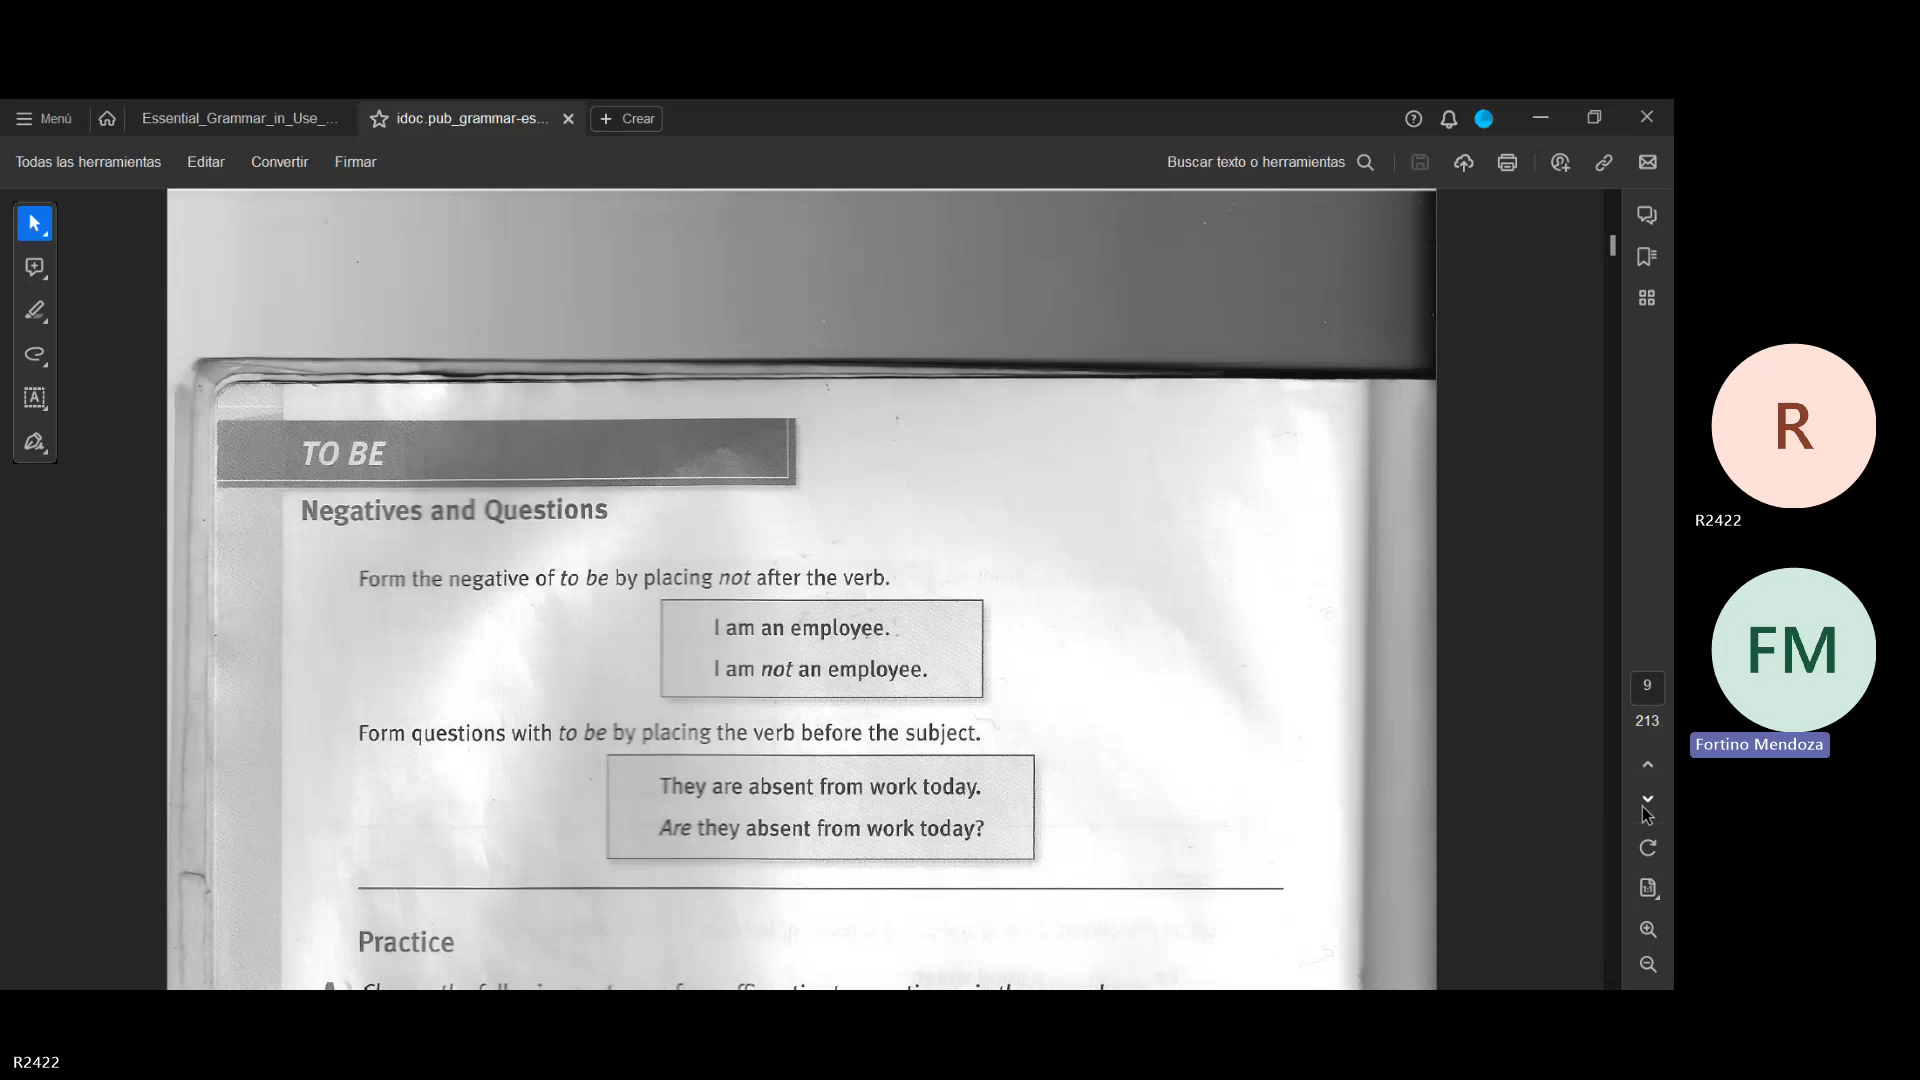 Menú
Essential_Grammar_in_Use_...
idoc.pub_grammar-es...
Crear
Todas las herramientas
Editar
Convertir
Firmar
Buscar texto o herramientas
TO BE
Negatives and Questions
Form the negative of to be by placing not after the verb.
I am an employee.
I am not an employee.
Form questions with to be by placing the verb before the subject.
They are absent from work today.
Are they absent from work today?
Practice
9
213
R
R2422
FM
Fortino Mendoza
R2422